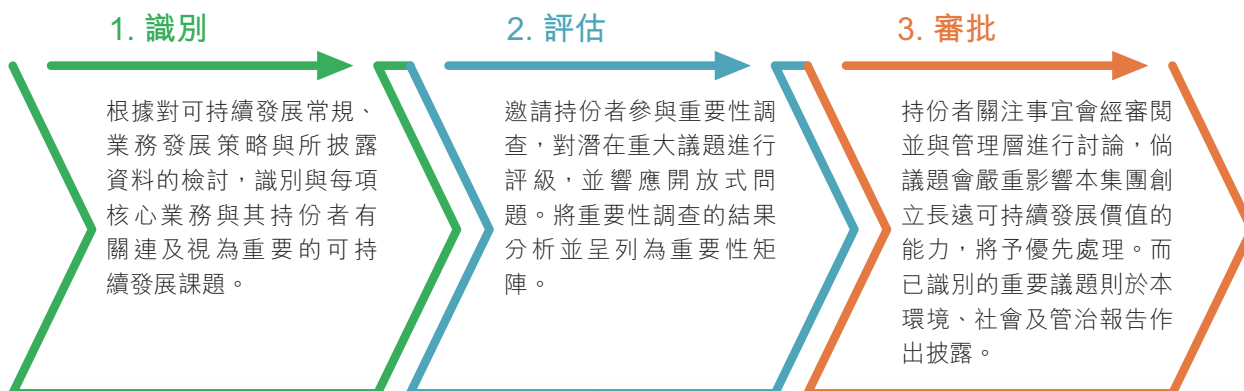 1. 識別
根據對可持續發展常規、
業務發展策略與所披露
資料的檢討，識別與每項
核心業務與其持份者有
關連及視為重要的可持
續發展課題。
2. 評估
邀請持份者參與重要性調
查，對潛在重大議題進行
評級，並響應開放式問
題。將重要性調查的結果
分析並呈列為重要性矩
陣。
3. 審批
持份者關注事宜會經審閱
並與管理層進行討論，倘
議題會嚴重影響本集團創
立長遠可持續發展價值的
能力，將予優先處理。而
已識別的重要議題則於本
環境、社會及管治報告作
出披露。